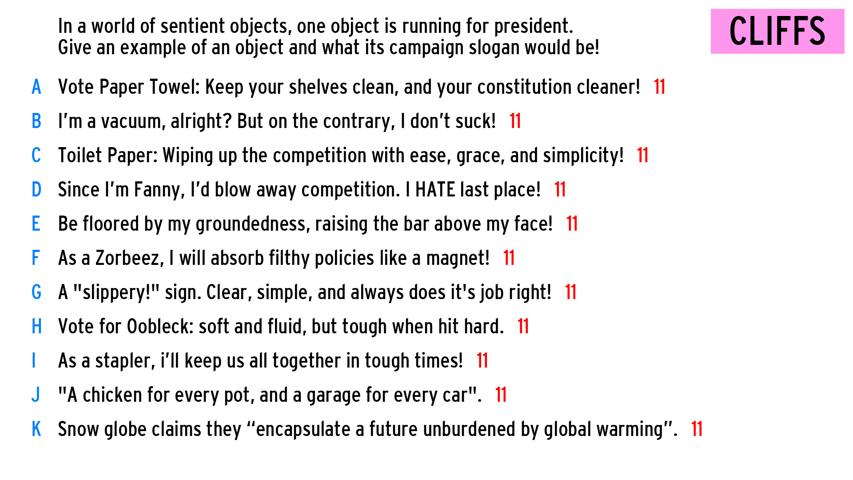 In a world of sentient objects, one object is running for president.
Give an example of an object and what its campaign slogan would be!
CLIFFS
A Vote Paper Towel: Keep your shelves clean, and your constitution cleaner! 11
B I'm a vacuum, alright? But on the contrary, I don't suck! 11
C Toilet Paper: Wiping up the competition with ease, grace, and simplicity! 11
D Since I'm Fanny, I'd blow away competition. I HATE last place! 11
E Be floored by my groundedness, raising the bar above my face! 11
F As a Zorbeez, I will absorb filthy policies like a magnet! 11
G A "slippery!" sign. Clear, simple, and always does it's job right! 11
H Vote for Oobleck: soft and fluid, but tough when hit hard. 11
I As a stapler, i'll keep us all together in tough times! 11
J "A chicken for every pot, and a garage for every car". 11
K Snow globe claims they “encapsulate a future unburdened by global warming”. 11